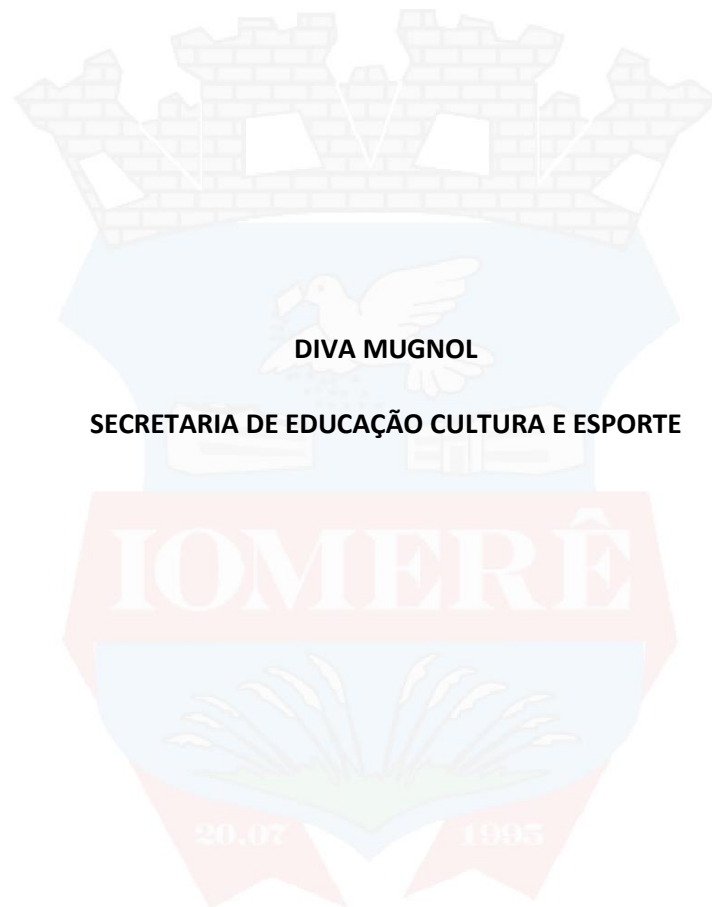 DIVA MUGNOL
SECRETARIA DE EDUCAÇÃO CULTURA E ESPORTE
IOMERÊ
20.07 1995